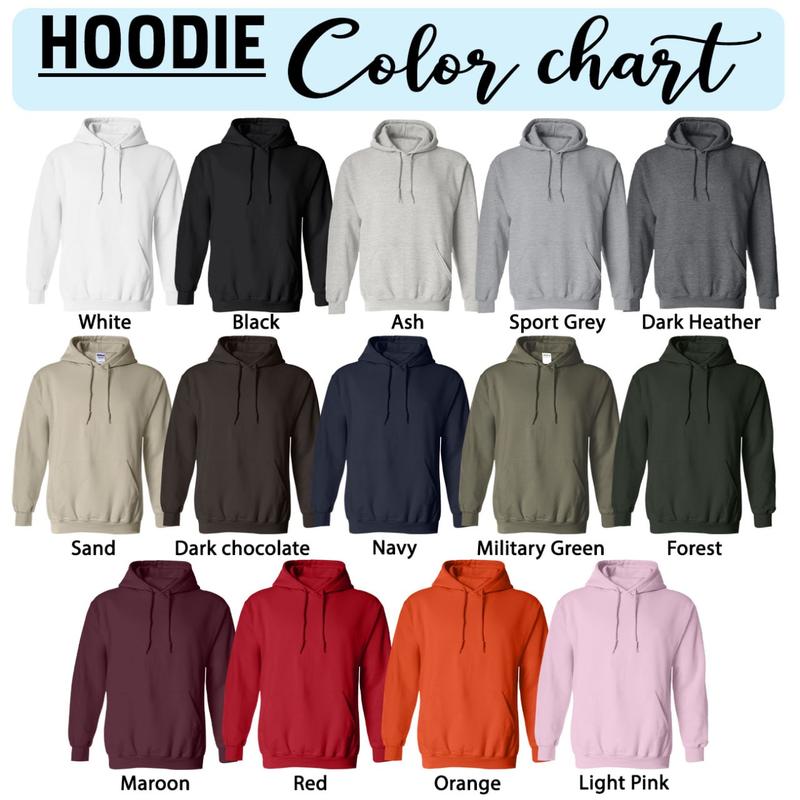 HOODIE Color chart
White Black Ash Sport Grey Dark Heather
Sand Dark chocolate Navy Military Green Forest
Maroon Red Orange Light Pink